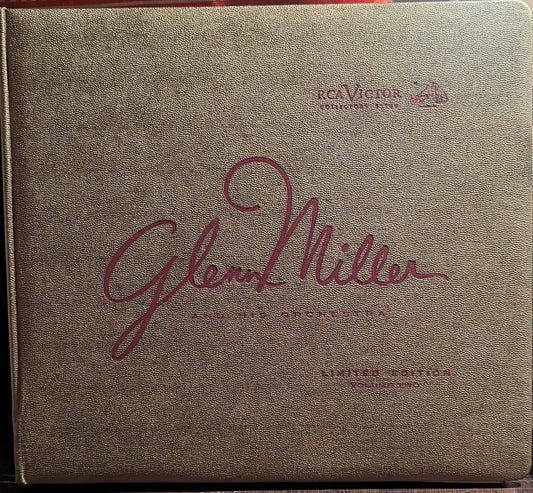 RCA VICTOR
COLLECTORS' ISSUE
Glenn Miller
AND HIS ORCHESTRA
LIMITED EDITION
VOLUME TWO